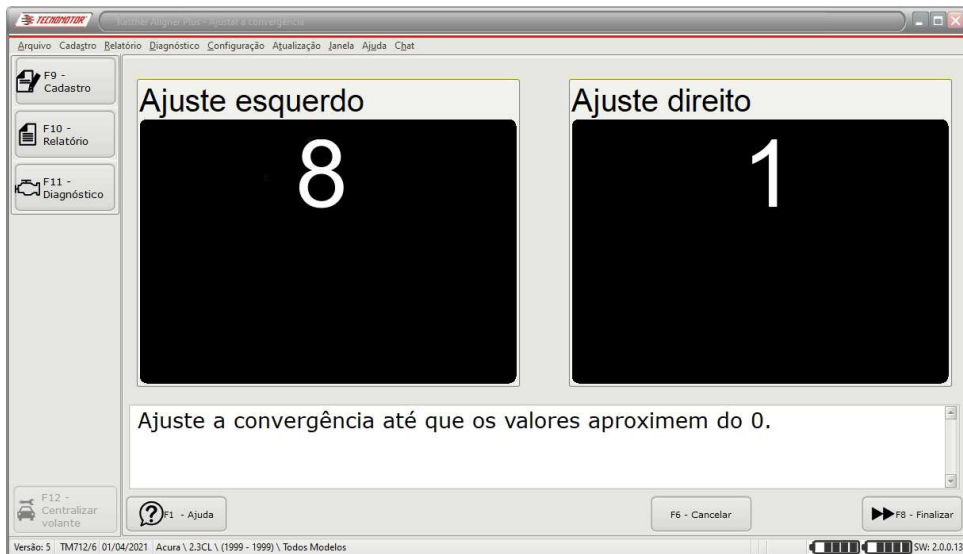 TECNOMOTOR
Kastner Aligner Plus - Ajustar a convergência
Arquivo Cadastro Relatório Diagnóstico Configuração Atualização Janela Ajuda Chat
F9 -
Cadastro
F10 -
Relatório
F11 -
Diagnóstico
Ajuste esquerdo
8
Ajuste direito
1
Ajuste a convergência até que os valores aproximem do 0.
F12 -
Centralizar
volante
F1 - Ajuda
F6 - Cancelar
F8 - Finalizar
Versão: 5 TM712/6 01/04/2021 Acura \ 2.3CL \ (1999 - 1999) \ Todos Modelos
SW: 2.0.0.13